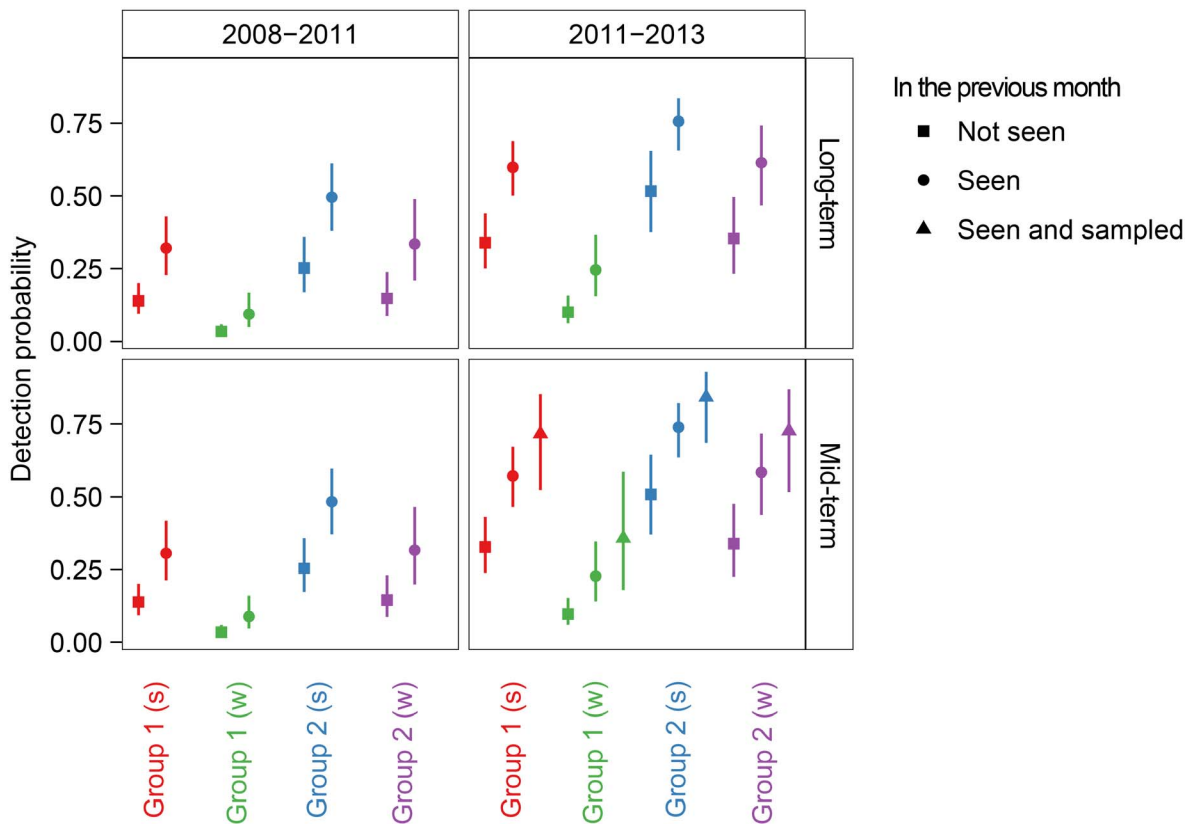 2008−2011
2011−2013
In the previous month
Not seen
Seen
Seen and sampled
Detection probability
0.75
0.50
0.25
0.00
Long-term
0.75
0.50
0.25
0.00
Mid-term
Group 1 (s)
Group 1 (w)
Group 2 (s)
Group 2 (w)
Group 1 (s)
Group 1 (w)
Group 2 (s)
Group 2 (w)